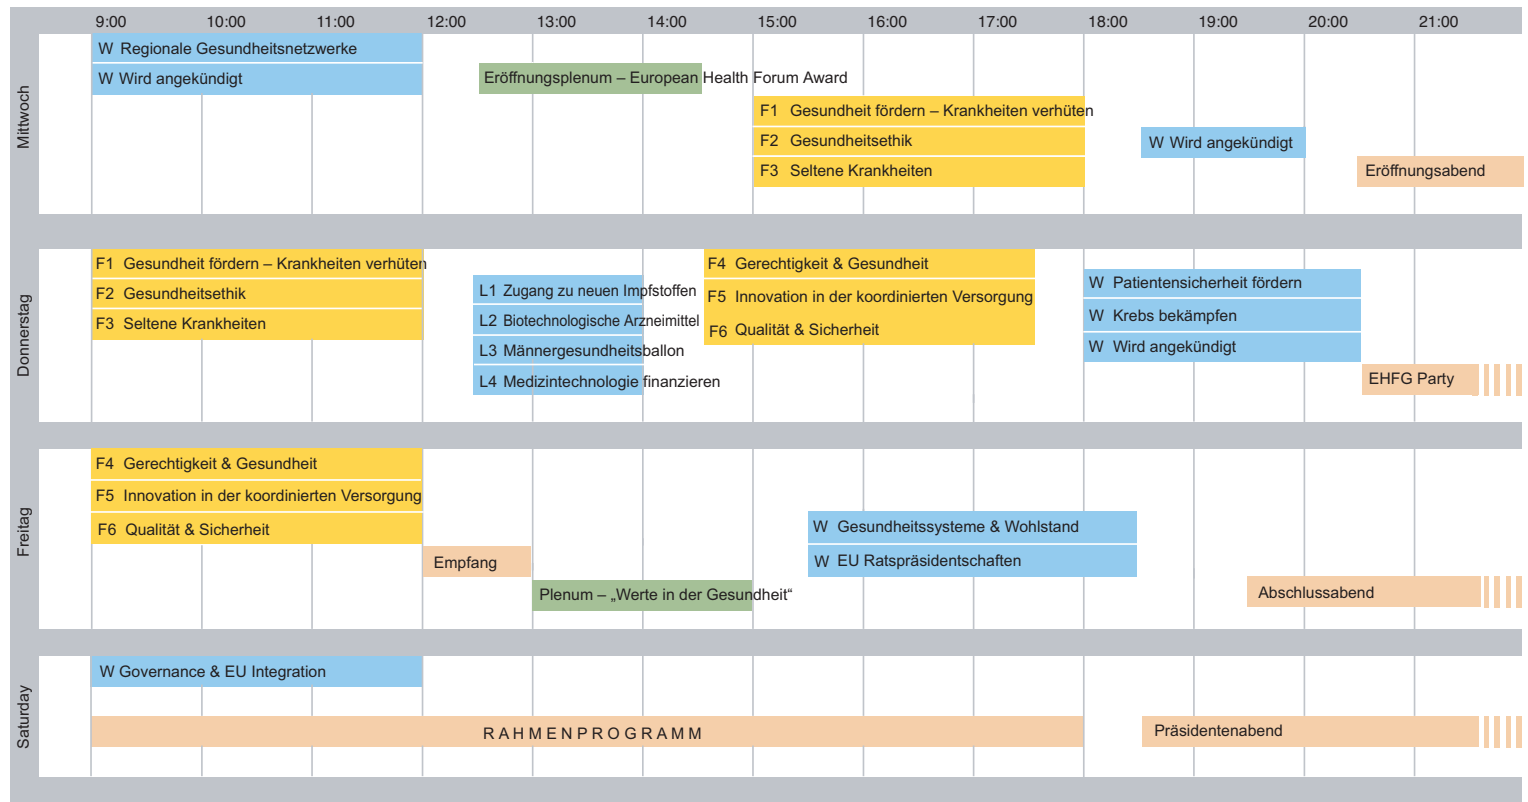 9:00 10:00 11:00 12:00 13:00 14:00 15:00 16:00 17:00 18:00 19:00 20:00 21:00
Mittwoch
W Regionale Gesundheitsnetzwerke
W Wird angekündigt
Eröffnungsplenum – European Health Forum Award
F1 Gesundheit fördern – Krankheiten verhüten
F2 Gesundheitsethik
F3 Seltene Krankheiten
W Wird angekündigt
Eröffnungsabend
Donnerstag
F1 Gesundheit fördern – Krankheiten verhüten
F2 Gesundheitsethik
F3 Seltene Krankheiten
L1 Zugang zu neuen Impfstoffen
L2 Biotechnologische Arzneimittel
L3 Männergesundheitsballon
L4 Medizintechnologie finanzieren
F4 Gerechtigkeit & Gesundheit
F5 Innovation in der koordinierten Versorgung
F6 Qualität & Sicherheit
W Patientensicherheit fördern
W Krebs bekämpfen
W Wird angekündigt
EHFG Party
Freitag
F4 Gerechtigkeit & Gesundheit
F5 Innovation in der koordinierten Versorgung
F6 Qualität & Sicherheit
Empfang
Plenum – „Werte in der Gesundheit“
W Gesundheitssysteme & Wohlstand
W EU Ratspräsidentschaften
Abschlussabend
Saturday
W Governance & EU Integration
RAHMENPROGRAMM
Präsidentenabend